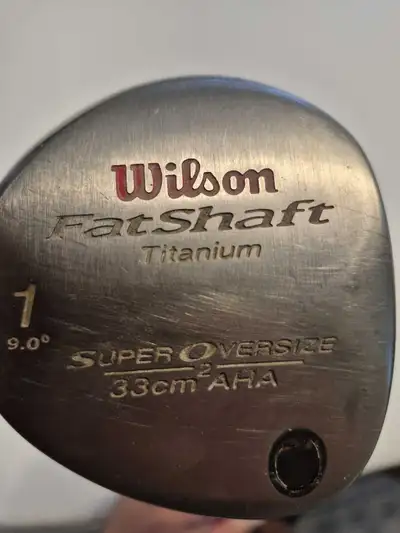 Wilson
FatShaft
Titanium
1
9.0°
SUPER OVERSIZE
33cm² AHA